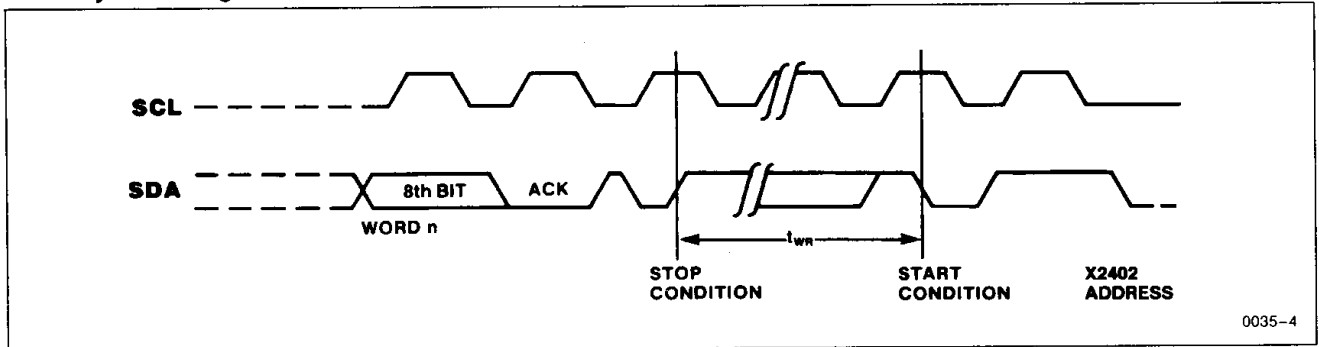 SCL
SDA
8th BIT
ACK
WORD n
tWR
STOP
CONDITION
START
CONDITION
X2402
ADDRESS
0035-4